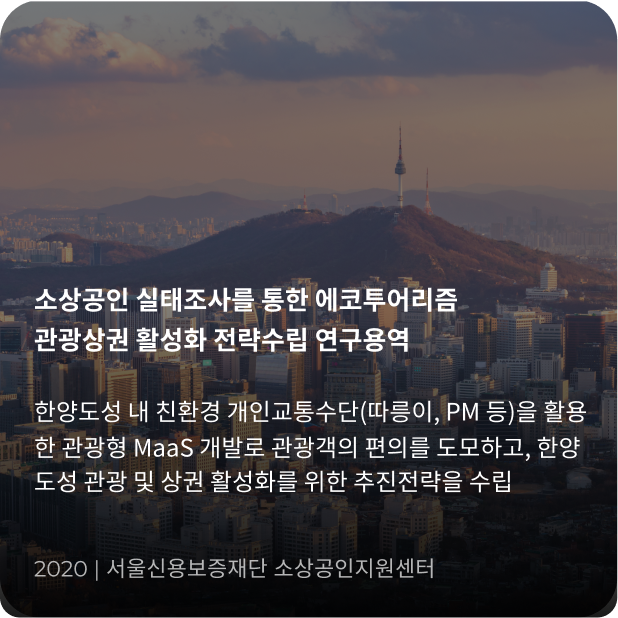 소상공인 실태조사를 통한 에코투어리즘
관광상권 활성화 전략수립 연구용역
한양도성 내 친환경 개인교통수단(따릉이, PM 등)을 활용
한 관광형 MaaS 개발로 관광객의 편의를 도모하고, 한양
도성 관광 및 상권 활성화를 위한 추진전략을 수립
2020 | 서울신용보증재단 소상공인지원센터